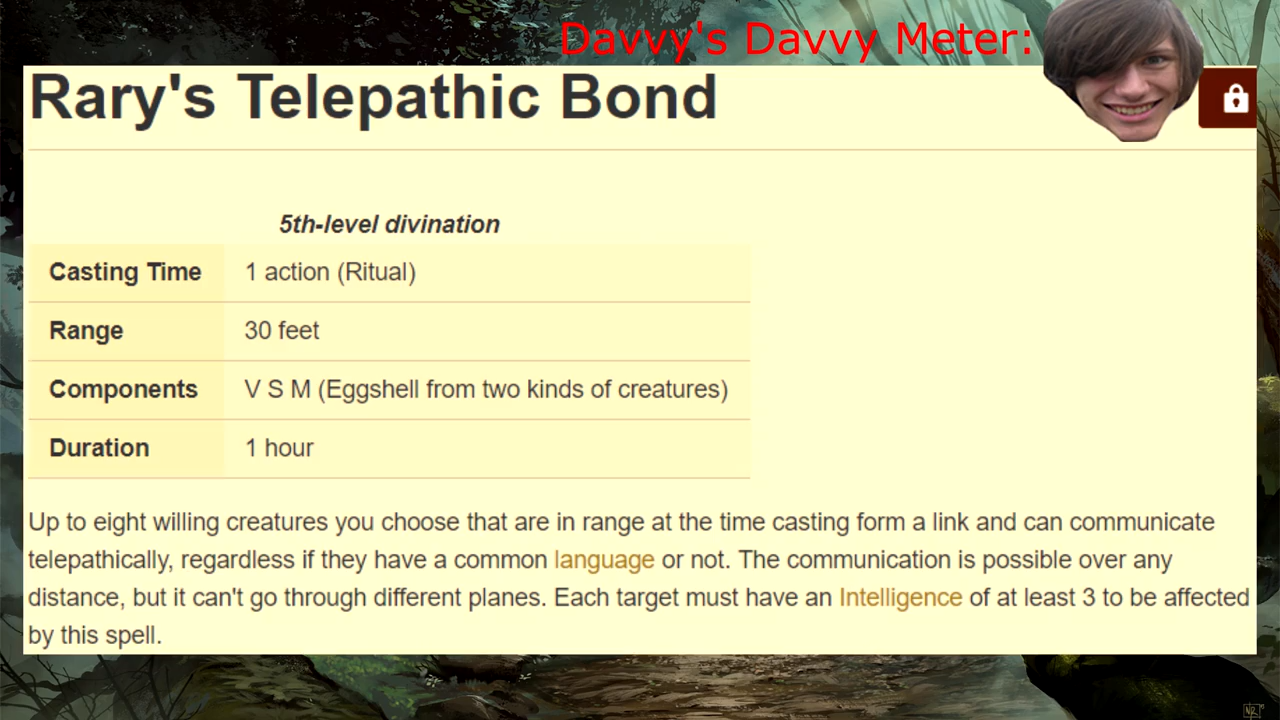 Davvy's Davvy Meter:
Rary's Telepathic Bond
5th-level divination
Casting Time 1 action (Ritual)
Range 30 feet
Components V S M (Eggshell from two kinds of creatures)
Duration 1 hour
Up to eight willing creatures you choose that are in range at the time casting form a link and can communicate
telepathically, regardless if they have a common language or not. The communication is possible over any
distance, but it can't go through different planes. Each target must have an Intelligence of at least 3 to be affected
by this spell.